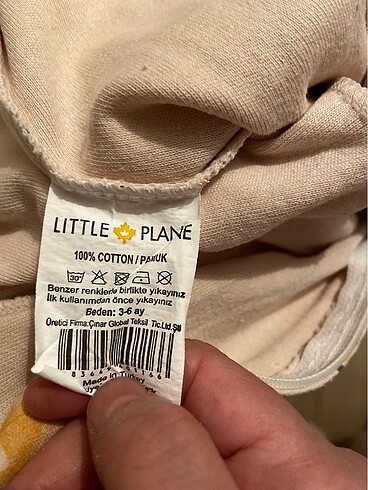 LITTLE PLANE
100% COTTON / PAMUK
30°
Benzer renklerle birlikte yıkayınız
İlk kullanımdan önce yıkayınız
Beden: 3-6 ay
Üretici Firma:Çınar Global Teksil Tic.Ltd.Şti
Made in Turkey